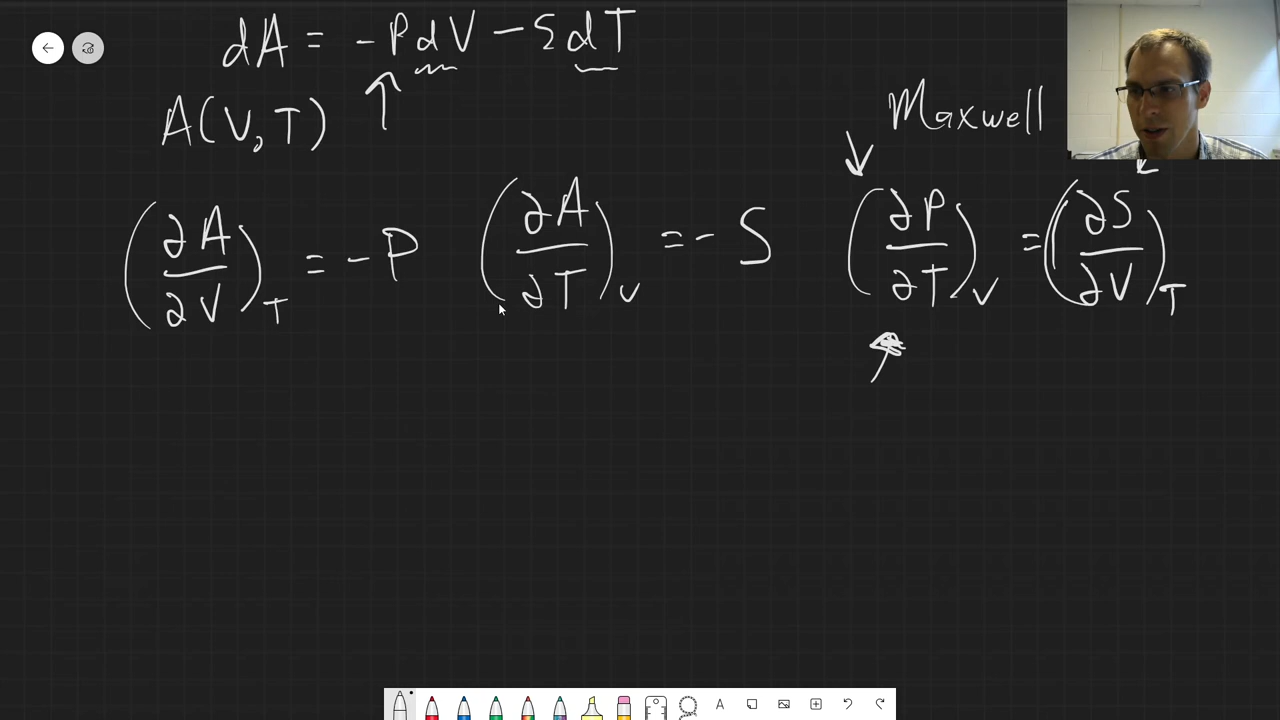 dA = -PdV - SdT
A(V,T)
Maxwell
(∂A/∂V)_T = -P (∂A/∂T)_V = -S (∂P/∂T)_V = (∂S/∂V)_T
A